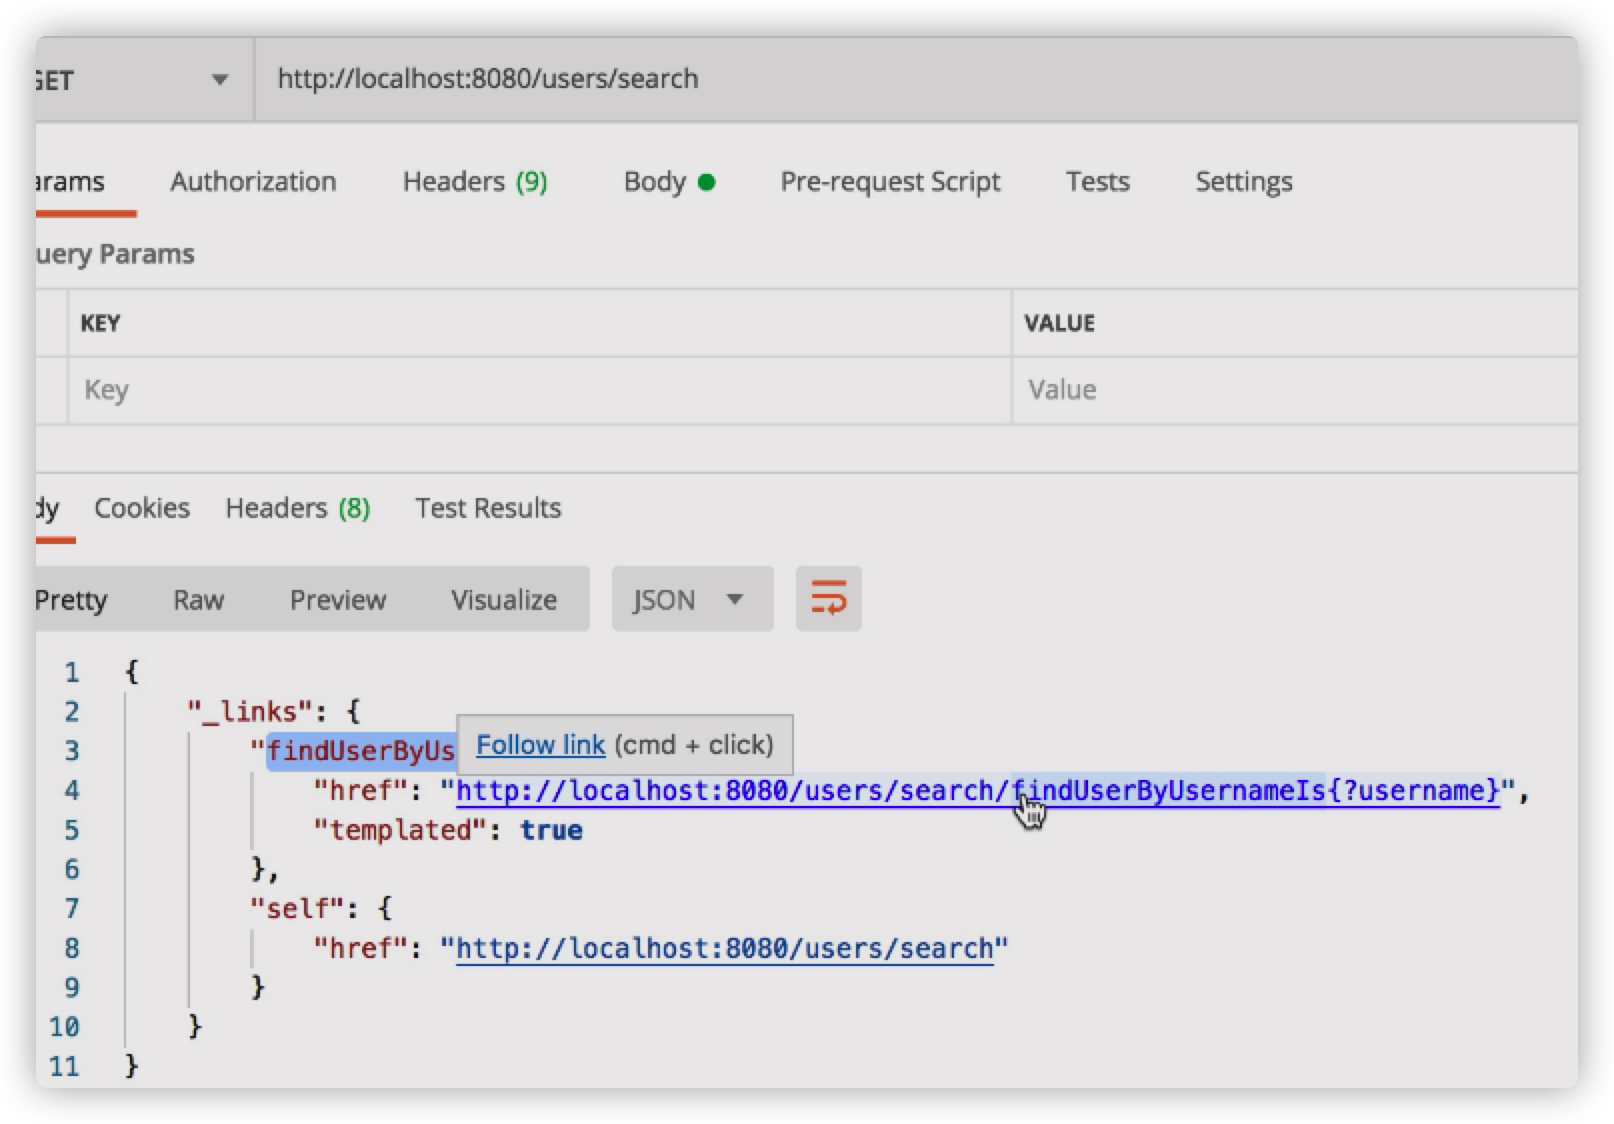 GET http://localhost:8080/users/search
arams Authorization Headers (9) Body Pre-request Script Tests Settings
uery Params
KEY VALUE
Key Value
dy Cookies Headers (8) Test Results
Pretty Raw Preview Visualize JSON
1 {
2 "_links": {
3 "findUserByUs
Follow link (cmd + click)
4 "href": "http://localhost:8080/users/search/findUserByUsernameIs{?username}",
5 "templated": true
6 },
7 "self": {
8 "href": "http://localhost:8080/users/search"
9 }
10 }
11 }